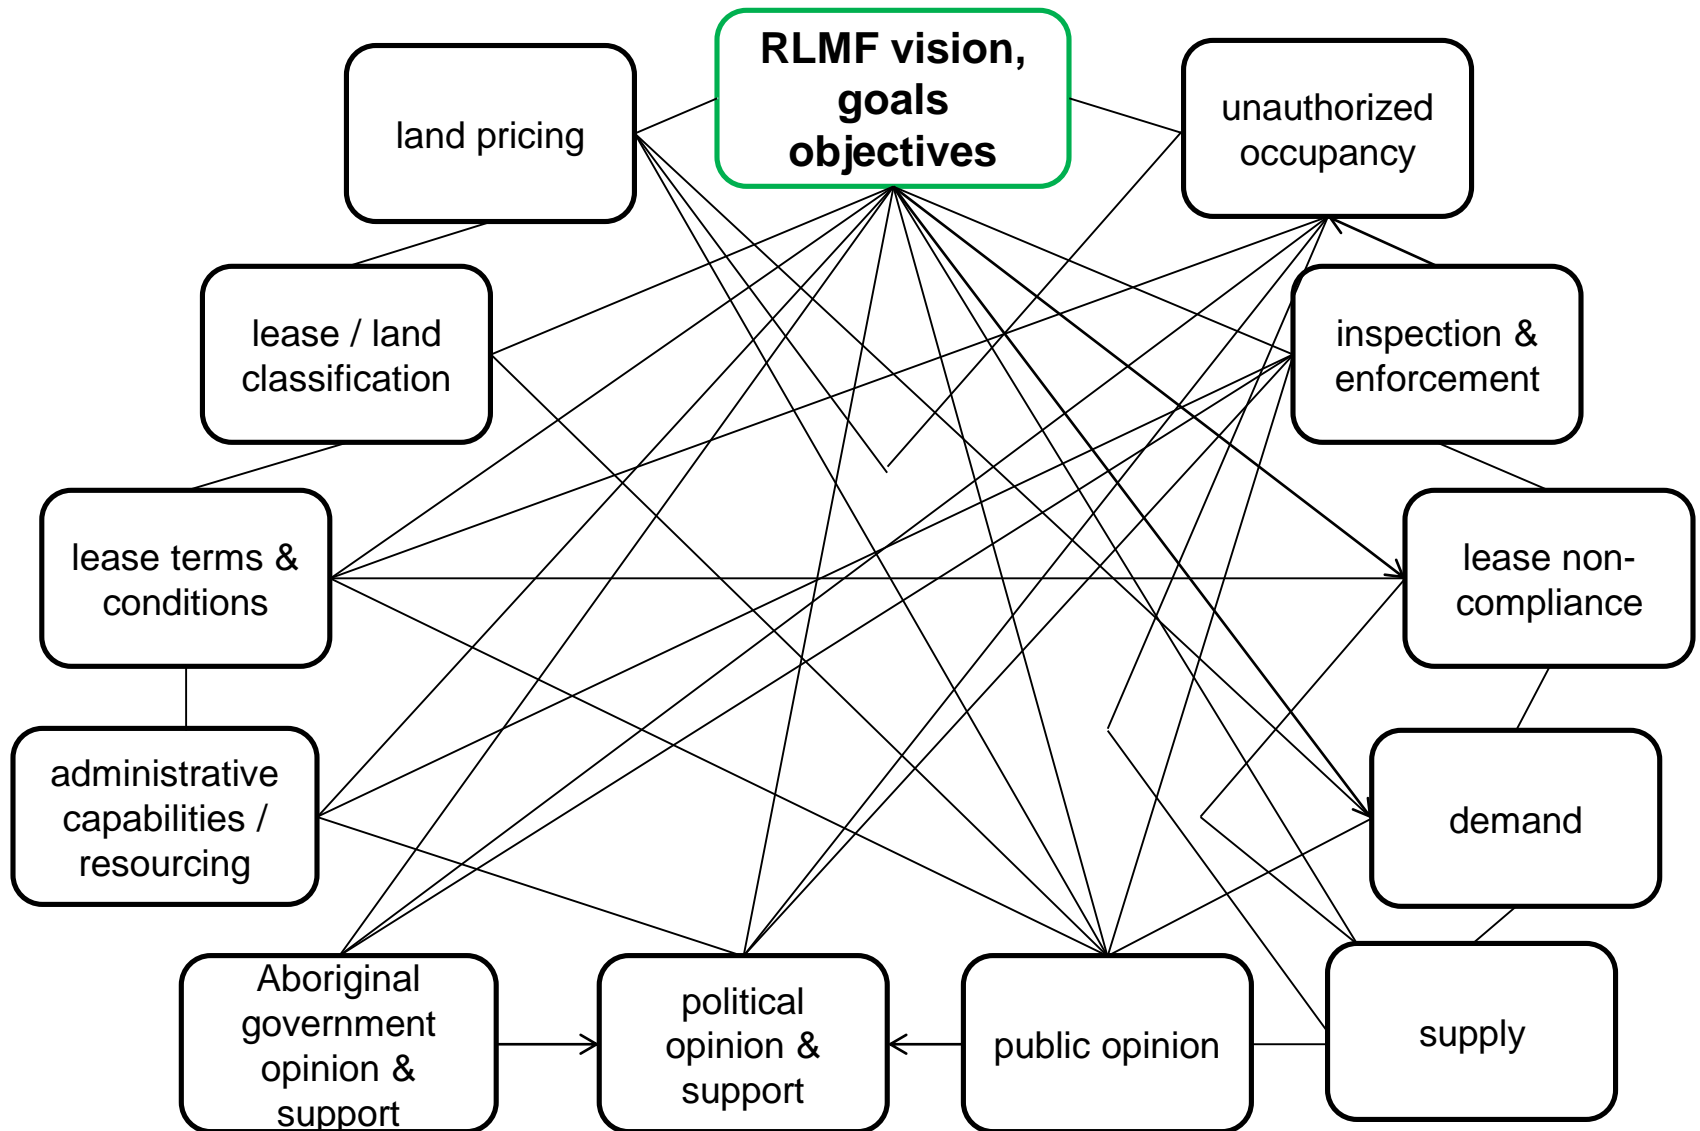 RLMF vision,
goals
objectives
land pricing
unauthorized
occupancy
lease / land
classification
inspection &
enforcement
lease terms &
conditions
lease non-
compliance
administrative
capabilities /
resourcing
demand
Aboriginal
government
opinion &
support
political
opinion &
support
public opinion
supply